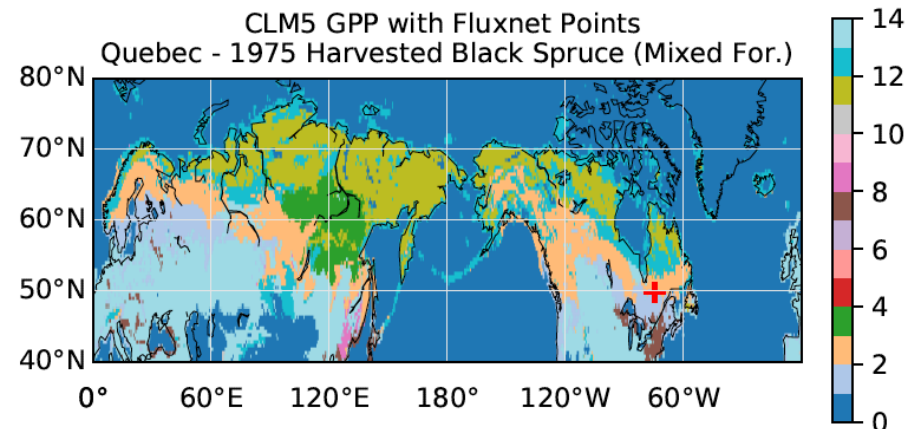 CLM5 GPP with Fluxnet Points
Quebec - 1975 Harvested Black Spruce (Mixed For.)
80°N
70°N
60°N
50°N
40°N
0°
60°E
120°E
180°
120°W
60°W
14
12
10
8
6
4
2
0